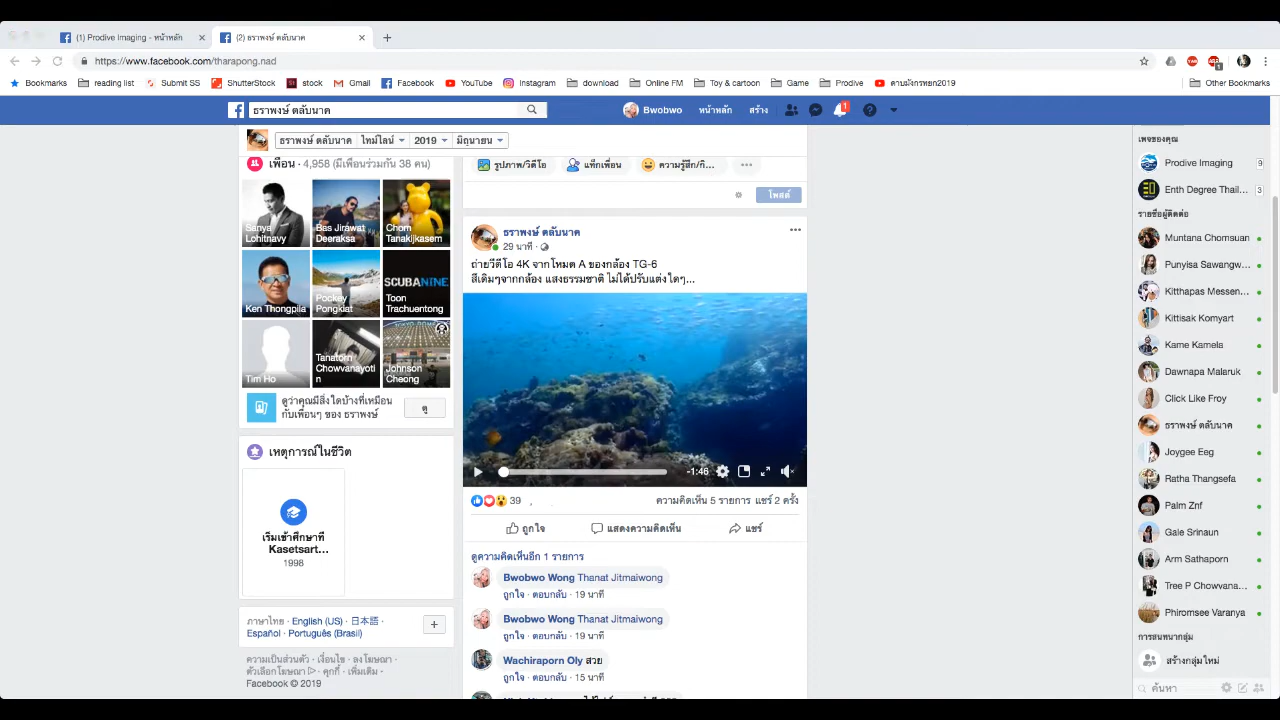 (1) Prodive Imaging - หน้าหลัก
(2) ธราพงษ์ ตลับนาค
https://www.facebook.com/tharapong.nad
Bookmarks
reading list
Submit SS
ShutterStock
stock
Gmail
Facebook
YouTube
Instagram
download
Online FM
Toy & cartoon
Game
Prodive
ตามมังกรหยก2019
Other Bookmarks
ธราพงษ์ ตลับนาค
Bwobwo
หน้าหลัก
สร้าง
1
ธราพงษ์ ตลับนาค
ไทม์ไลน์
2019
มิถุนายน
เพื่อน · 4,958 (มีเพื่อนร่วมกัน 38 คน)
Sanya Lohitnavy
Bas Jirawat Deeraksa
Chom Tanakijkasem
Ken Thongpila
Pockey Pongkiat
SCUBANINE
Toon Trachuentong
Tim Ho
Tanatorn Chowvanayoti n
Johnson Cheong
ดูว่าคุณมีสิ่งใดบ้างที่เหมือน
กับเพื่อนๆ ของ ธราพงษ์
ดู
เหตุการณ์ในชีวิต
เริ่มเข้าศึกษาที่
Kasetsart...
1998
ภาษาไทย · English (US) · 日本語 ·
Español · Português (Brasil)
ความเป็นส่วนตัว · เงื่อนไข · ลงโฆษณา ·
ตัวเลือกโฆษณา · คุกกี้ · เพิ่มเติม ·
Facebook © 2019
รูปภาพ/วิดีโอ
แท็กเพื่อน
ความรู้สึก/กิ...
โพสต์
ธราพงษ์ ตลับนาค
29 นาที ·
ถ่ายวีดีโอ 4K จากโหมด A ของกล้อง TG-6
สีเดิมๆจากกล้อง แสงธรรมชาติ ไม่ได้ปรับแต่งใดๆ...
-1:46
39
ความคิดเห็น 5 รายการ แชร์ 2 ครั้ง
ถูกใจ
แสดงความคิดเห็น
แชร์
ดูความคิดเห็นอีก 1 รายการ
Bwobwo Wong Thanat Jitmaiwong
ถูกใจ · ตอบกลับ · 19 นาที
Bwobwo Wong Thanat Jitmaiwong
ถูกใจ · ตอบกลับ · 19 นาที
Wachiraporn Oly สวย
ถูกใจ · ตอบกลับ · 15 นาที
เพจของคุณ
Prodive Imaging 9
Enth Degree Thail... 3
รายชื่อผู้ติดต่อ
Muntana Chomsuan
Punyisa Sawangw...
Kitthapas Messen...
Kittisak Komyart
Kame Kamela
Dawnapa Malaruk
Click Like Froy
ธราพงษ์ ตลับนาค
Joygee Eeg
Ratha Thangsefa
Palm Znf
Gale Srinaun
Arm Sathaporn
Tree P Chowvana...
Phiromsee Varanya
การสนทนากลุ่ม
สร้างกลุ่มใหม่
ค้นหา